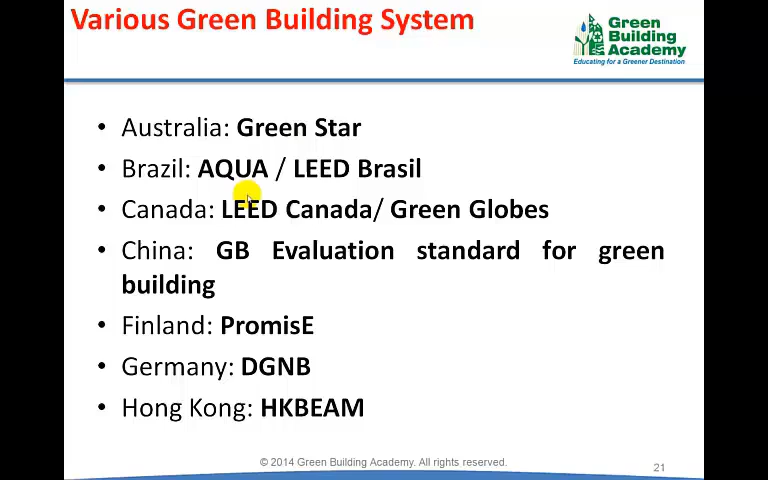 Various Green Building System
Green
Building
Academy
Educating for a Greener Destination
• Australia: Green Star
• Brazil: AQUA / LEED Brasil
• Canada: LEED Canada/ Green Globes
• China: GB Evaluation standard for green
building
• Finland: PromisE
• Germany: DGNB
• Hong Kong: HKBEAM
© 2014 Green Building Academy. All rights reserved.
21